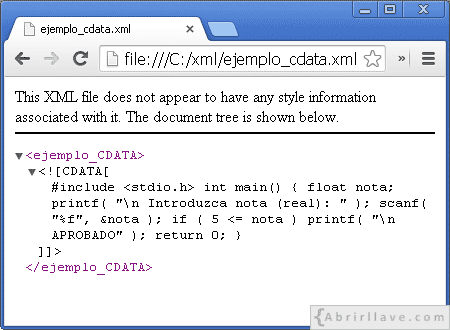 ejemplo_cdata.xml
file:///C:/xml/ejemplo_cdata.xml
This XML file does not appear to have any style information
associated with it. The document tree is shown below.
<ejemplo_CDATA>
<![CDATA[
#include <stdio.h> int main() { float nota;
printf( "\n Introduzca nota (real): " ); scanf(
"%f", &nota ); if ( 5 <= nota ) printf( "\n
APROBADO" ); return 0; }
]]>
</ejemplo_CDATA>
{Abrirllave.com